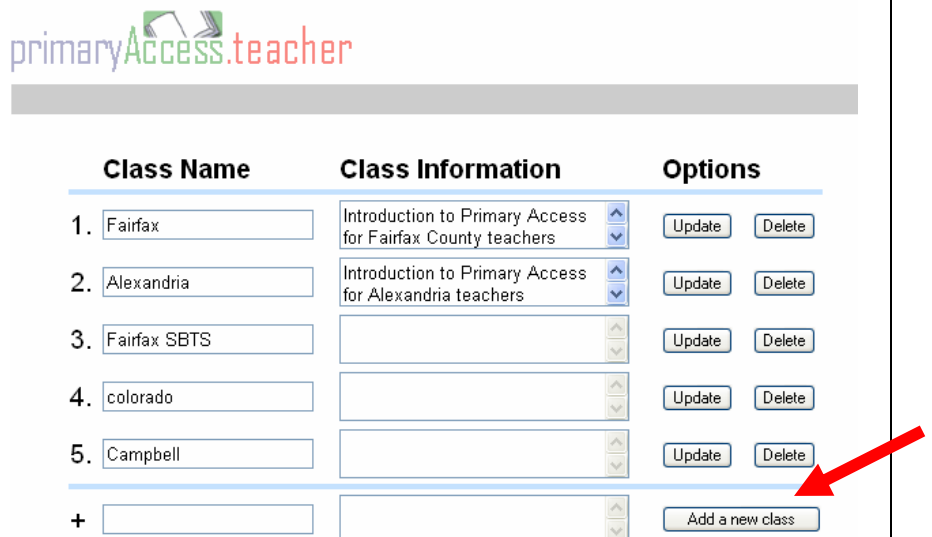 primaryAccess.teacher
Class Name Class Information Options
1. Fairfax Introduction to Primary Access Update Delete
for Fairfax County teachers
2. Alexandria Introduction to Primary Access Update Delete
for Alexandria teachers
3. Fairfax SBTS Update Delete
4. colorado Update Delete
5. Campbell Update Delete
+ Add a new class